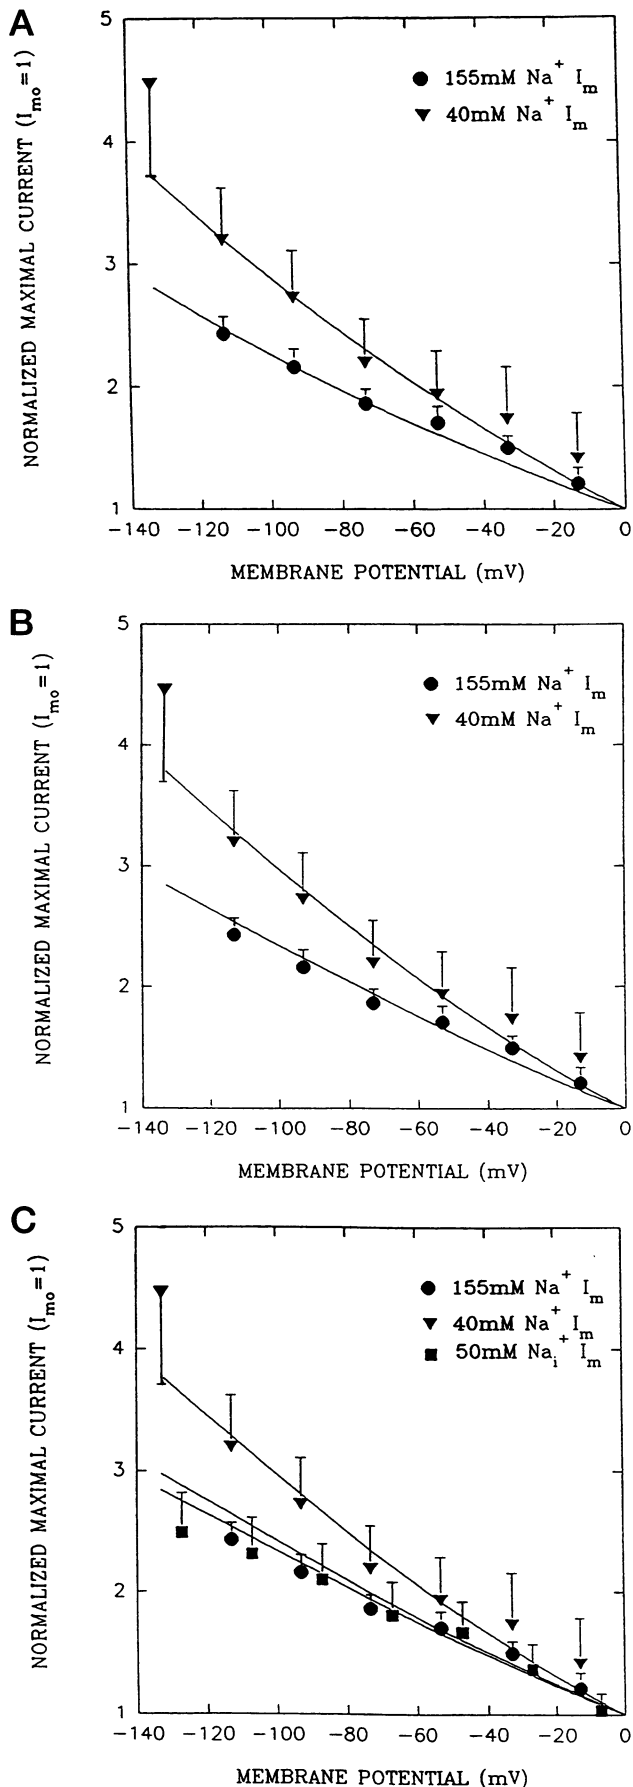 A
NORMALIZED MAXIMAL CURRENT (Imo=1)
5
4
3
2
1
155mM Na+ Im
40mM Na+ Im
−140 −120 −100 −80 −60 −40 −20 0
MEMBRANE POTENTIAL (mV)
B
NORMALIZED MAXIMAL CURRENT (Imo=1)
5
4
3
2
1
155mM Na+ Im
40mM Na+ Im
−140 −120 −100 −80 −60 −40 −20 0
MEMBRANE POTENTIAL (mV)
C
NORMALIZED MAXIMAL CURRENT (Imo=1)
5
4
3
2
1
155mM Na+ Im
40mM Na+ Im
50mM Nai+ Im
−140 −120 −100 −80 −60 −40 −20 0
MEMBRANE POTENTIAL (mV)